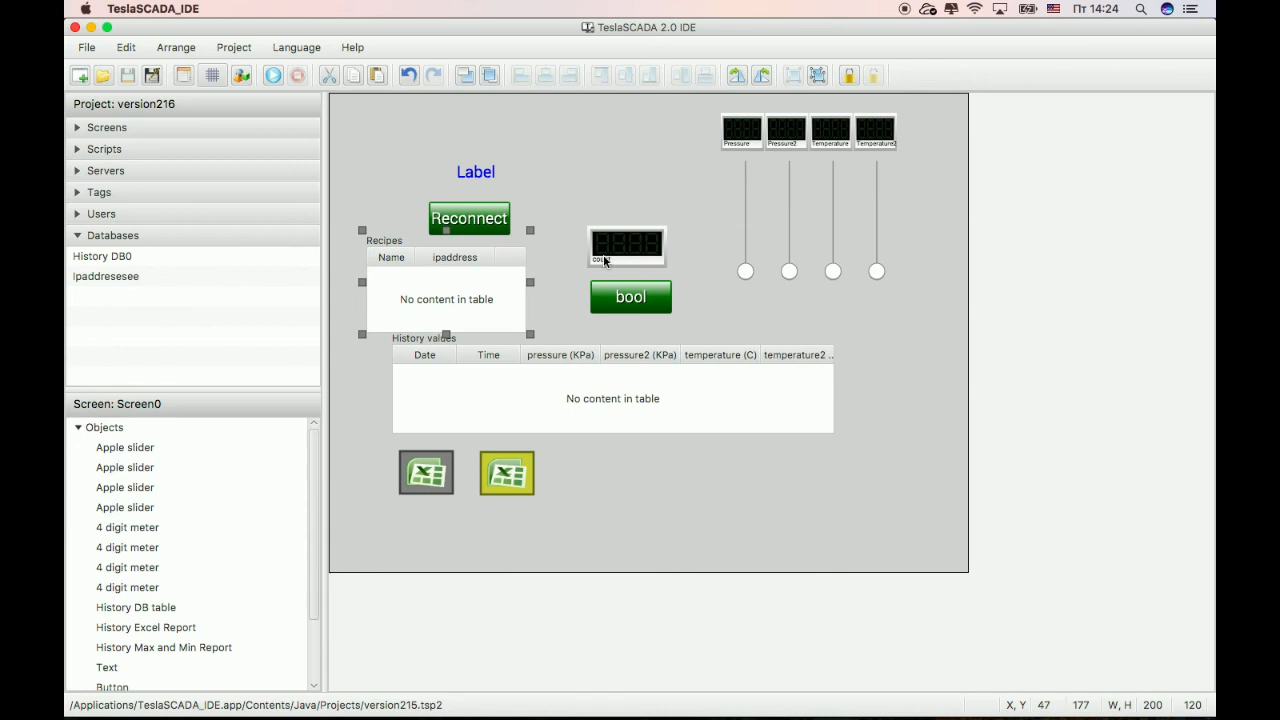 TeslaSCADA_IDE
Пт 14:24
TeslaSCADA 2.0 IDE
File Edit Arrange Project Language Help
Project: version216
Screens
Scripts
Servers
Tags
Users
Databases
History DB0
Ipaddresesee
Screen: Screen0
Objects
Apple slider
Apple slider
Apple slider
Apple slider
4 digit meter
4 digit meter
4 digit meter
4 digit meter
History DB table
History Excel Report
History Max and Min Report
Text
Button
Pressure Pressure2 Temperature Temperature2
Label
Reconnect
Recipes
Name ipaddress
No content in table
bool
History values
Date Time pressure (KPa) pressure2 (KPa) temperature (C) temperature2 ..
No content in table
/Applications/TeslaSCADA_IDE.app/Contents/Java/Projects/version215.tsp2
X, Y 47 177 W, H 200 120